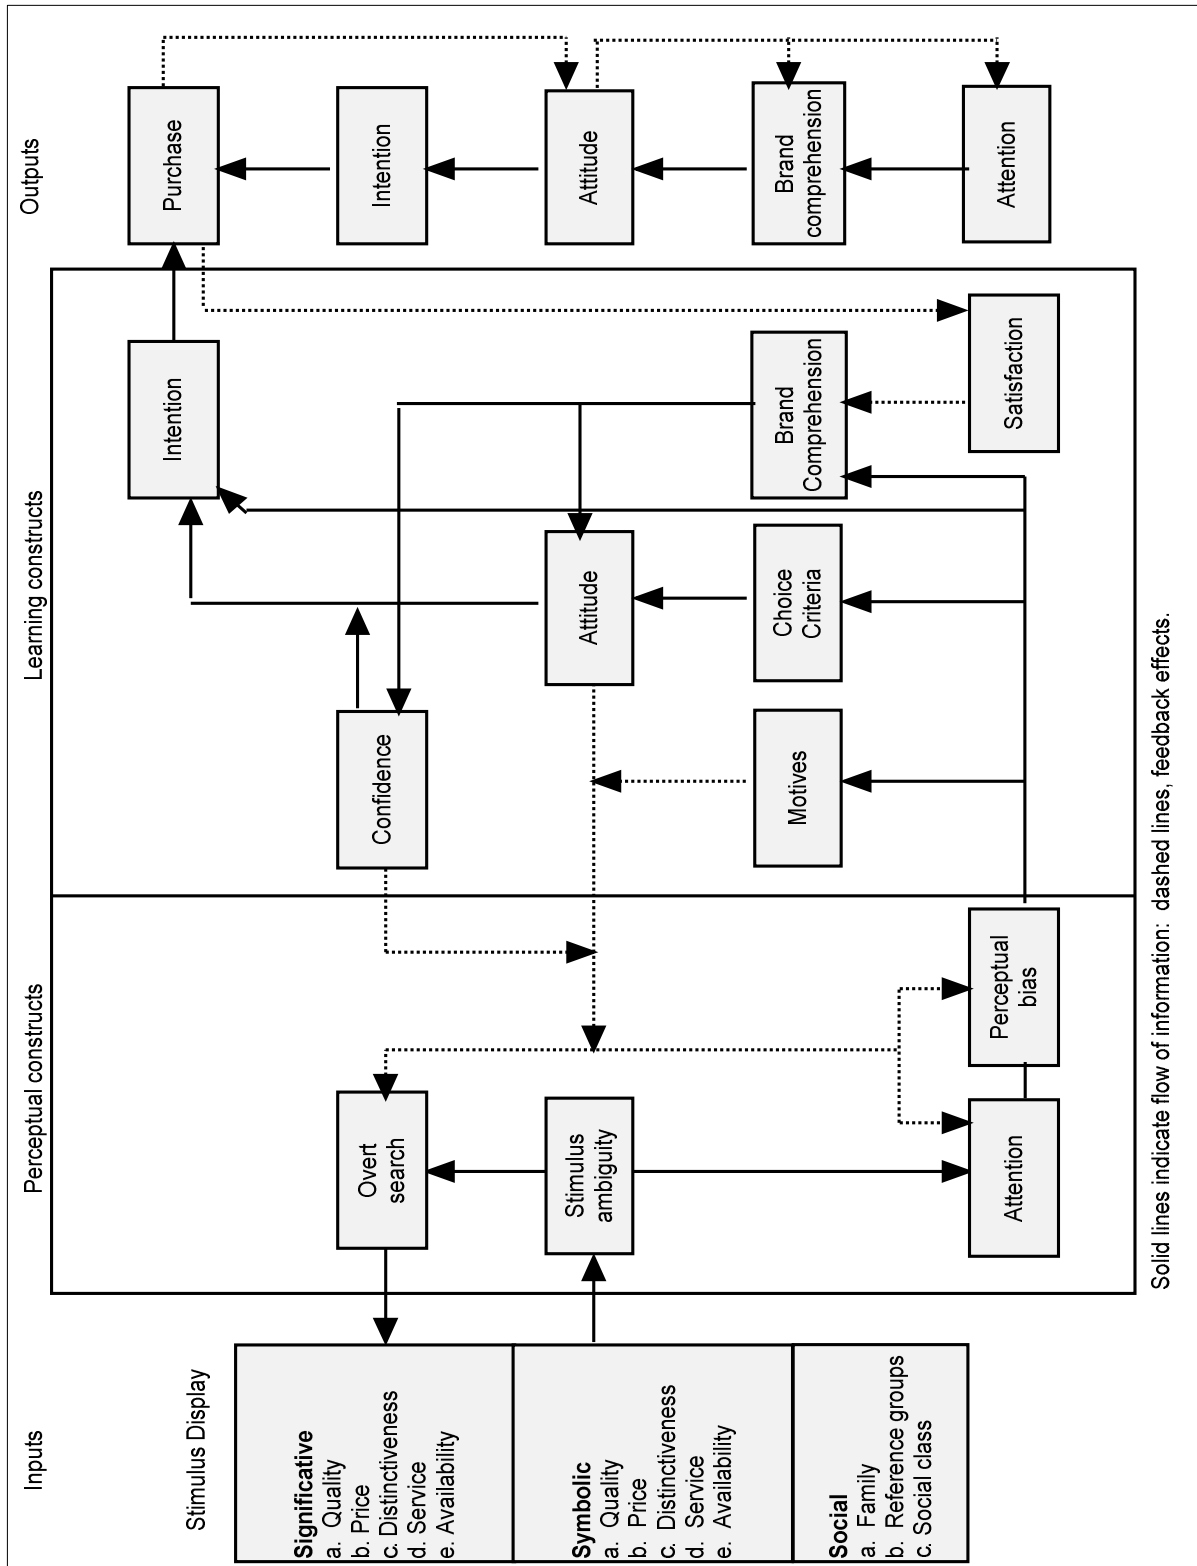 Inputs
Perceptual constructs
Learning constructs
Outputs
Stimulus Display
Significative
a. Quality
b. Price
c. Distinctiveness
d. Service
e. Availability
Symbolic
a. Quality
b. Price
c. Distinctiveness
d. Service
e. Availability
Social
a. Family
b. Reference groups
c. Social class
Overt
search
Stimulus
ambiguity
Attention
Perceptual
bias
Confidence
Motives
Attitude
Choice
Criteria
Intention
Brand
Comprehension
Satisfaction
Purchase
Intention
Attitude
Brand
comprehension
Attention
Solid lines indicate flow of information: dashed lines, feedback effects.